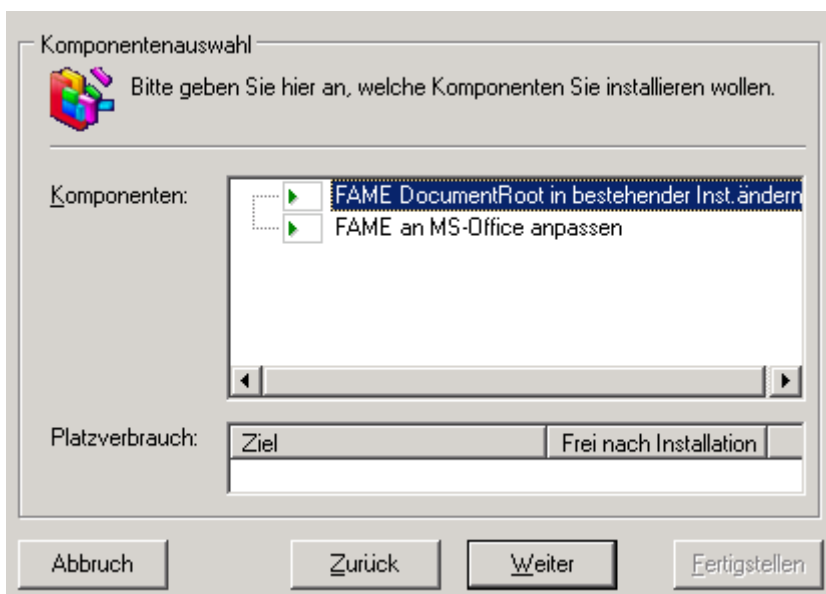 Komponentenauswahl
Bitte geben Sie hier an, welche Komponenten Sie installieren wollen.
Komponenten:
FAME DocumentRoot in bestehender Inst.ändern
FAME an MS-Office anpassen
Platzverbrauch:
Ziel Frei nach Installation
Abbruch Zurück Weiter Fertigstellen